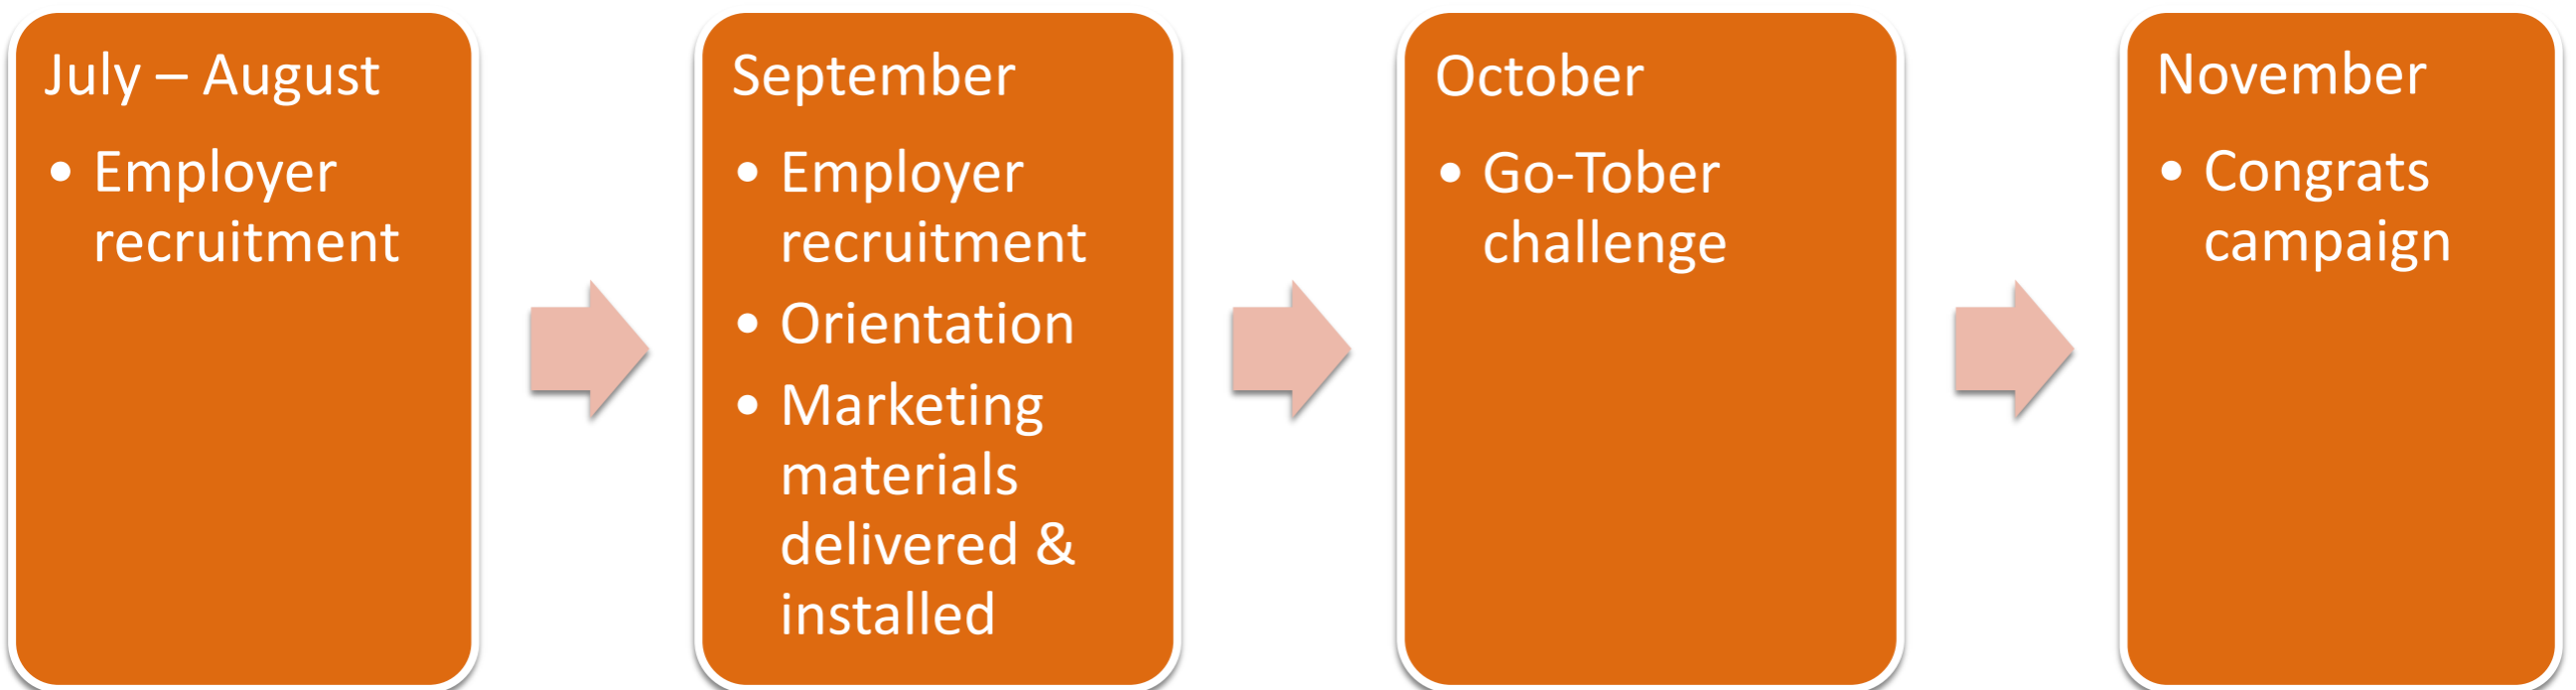 July – August
• Employer
recruitment
September
• Employer
recruitment
• Orientation
• Marketing
materials
delivered &
installed
October
• Go-Tober
challenge
November
• Congrats
campaign